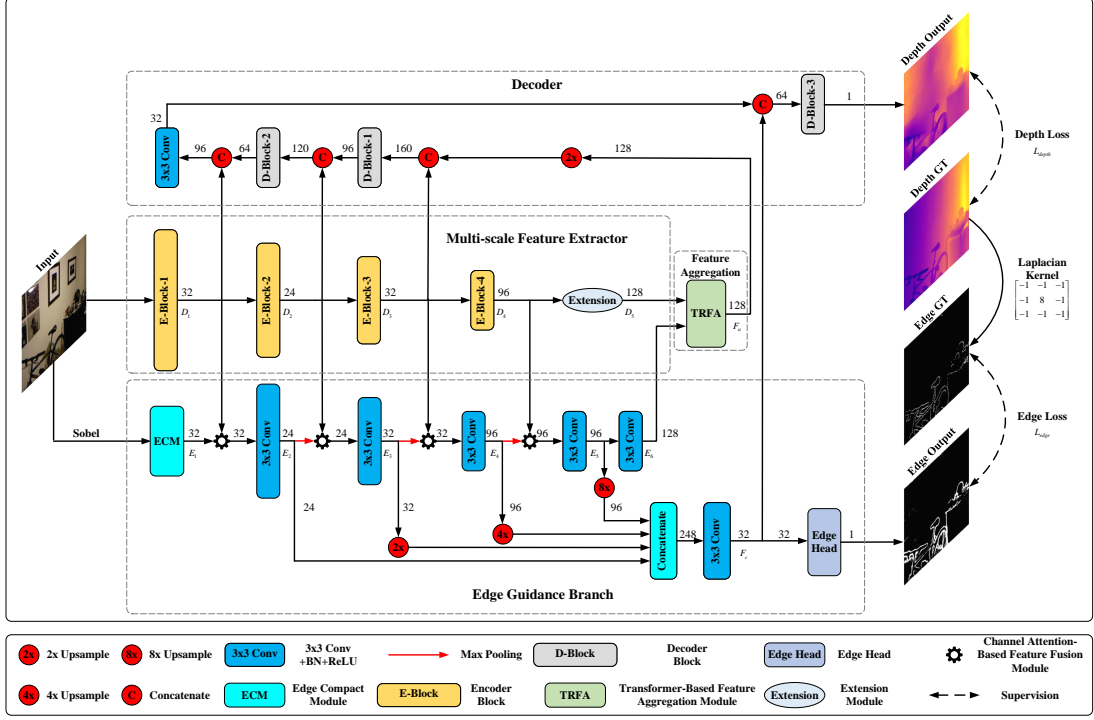 Decoder
Depth Output
32
64
1
C
D-Block-3
3x3 Conv
96
C
64
D-Block-2
120
C
96
D-Block-1
160
C
2x
128
Depth Loss
L_depth
Depth GT
Input
Multi-scale Feature Extractor
E-Block-1
32
D_1
E-Block-2
24
D_2
E-Block-3
32
D_3
E-Block-4
96
D_4
Extension
128
D_5
Feature
Aggregation
TRFA
128
F_a
Laplacian
Kernel
-1 -1 -1
-1 8 -1
-1 -1 -1
Edge GT
Sobel
ECM
32
E_1
32
3x3 Conv
24
E_2
24
3x3 Conv
32
E_3
32
3x3 Conv
96
E_4
96
3x3 Conv
96
E_5
3x3 Conv
E_6
128
Edge Loss
L_edge
Edge Output
8x
24
32
96
96
2x
4x
Concatenate
248
3x3 Conv
32
F_e
32
Edge
Head
1
Edge Guidance Branch
2x 2x Upsample
8x 8x Upsample
3x3 Conv 3x3 Conv
+BN+ReLU
Max Pooling
D-Block Decoder
Block
Edge Head Edge Head
Channel Attention-
Based Feature Fusion
Module
4x 4x Upsample
C Concatenate
ECM Edge Compact
Module
E-Block Encoder
Block
TRFA Transformer-Based Feature
Aggregation Module
Extension Extension
Module
Supervision